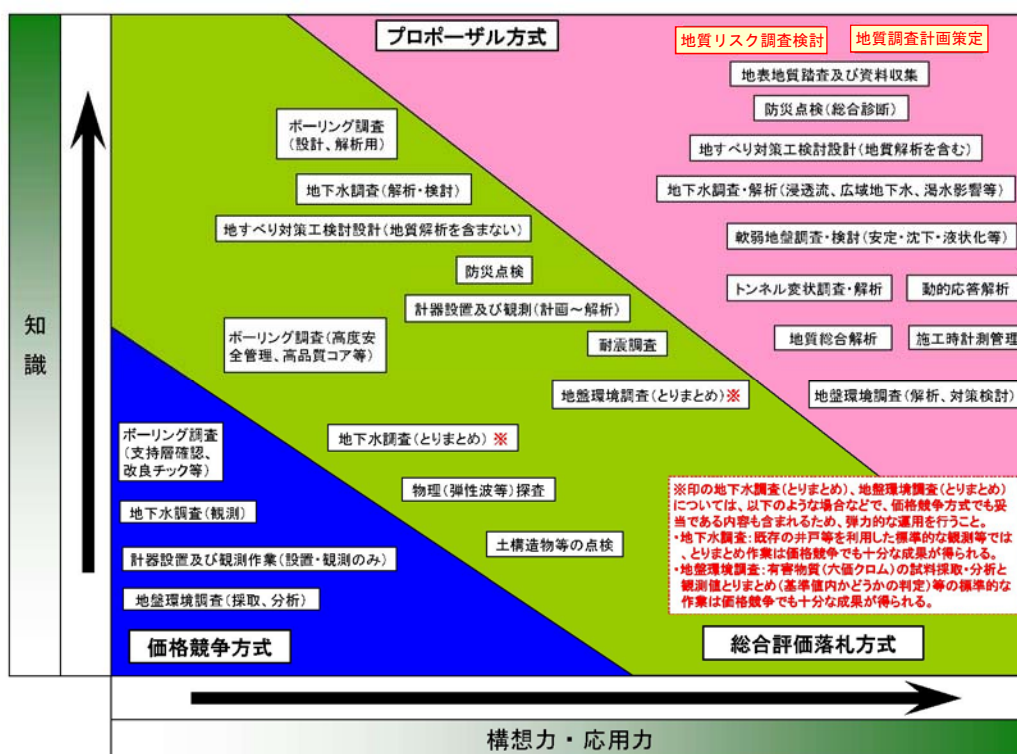 プロポーザル方式
地質リスク調査検討
地質調査計画策定
地表地質踏査及び資料収集
防災点検(総合診断)
ボーリング調査
(設計、解析用)
地すべり対策工検討設計(地質解析を含む)
地下水調査(解析・検討)
地下水調査・解析(浸透流、広域地下水、渇水影響等)
地すべり対策工検討設計(地質解析を含まない)
軟弱地盤調査・検討(安定・沈下・液状化等)
防災点検
トンネル変状調査・解析
動的応答解析
計器設置及び観測(計画～解析)
ボーリング調査(高度安
全管理、高品質コア等)
耐震調査
地質総合解析
施工時計測管理
知
識
地盤環境調査(とりまとめ)※
地盤環境調査(解析、対策検討)
ボーリング調査
(支持層確認、
改良チック等)
地下水調査(とりまとめ)※
物理(弾性波等)探査
地下水調査(観測)
土構造物等の点検
計器設置及び観測作業(設置・観測のみ)
地盤環境調査(採取、分析)
※印の地下水調査(とりまとめ)、地盤環境調査(とりまとめ)
については、以下のような場合などで、価格競争方式でも妥
当である内容も含まれるため、弾力的な運用を行うこと。
・地下水調査:既存の井戸等を利用した標準的な観測等では
、とりまとめ作業は価格競争でも十分な成果が得られる。
・地盤環境調査:有害物質(六価クロム)の試料採取・分析と
観測値とりまとめ(基準値内かどうかの判定)等の標準的な
作業は価格競争でも十分な成果が得られる。
価格競争方式
総合評価落札方式
構想力・応用力